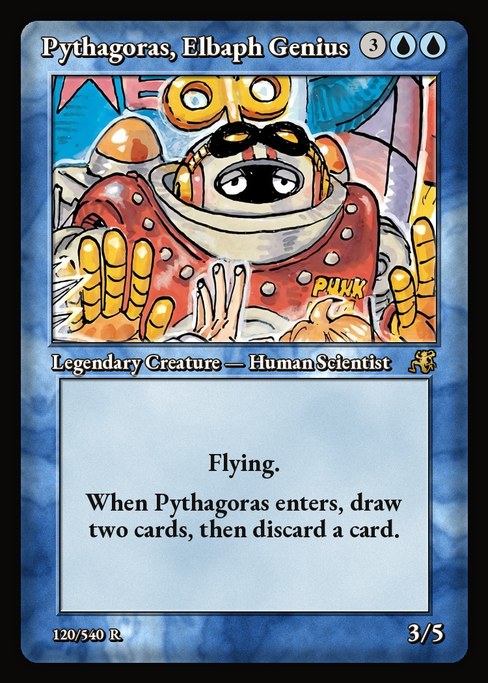 Pythagoras, Elbaph Genius 3
PUNK
Legendary Creature — Human Scientist
Flying.
When Pythagoras enters, draw
two cards, then discard a card.
120/540 R
3/5